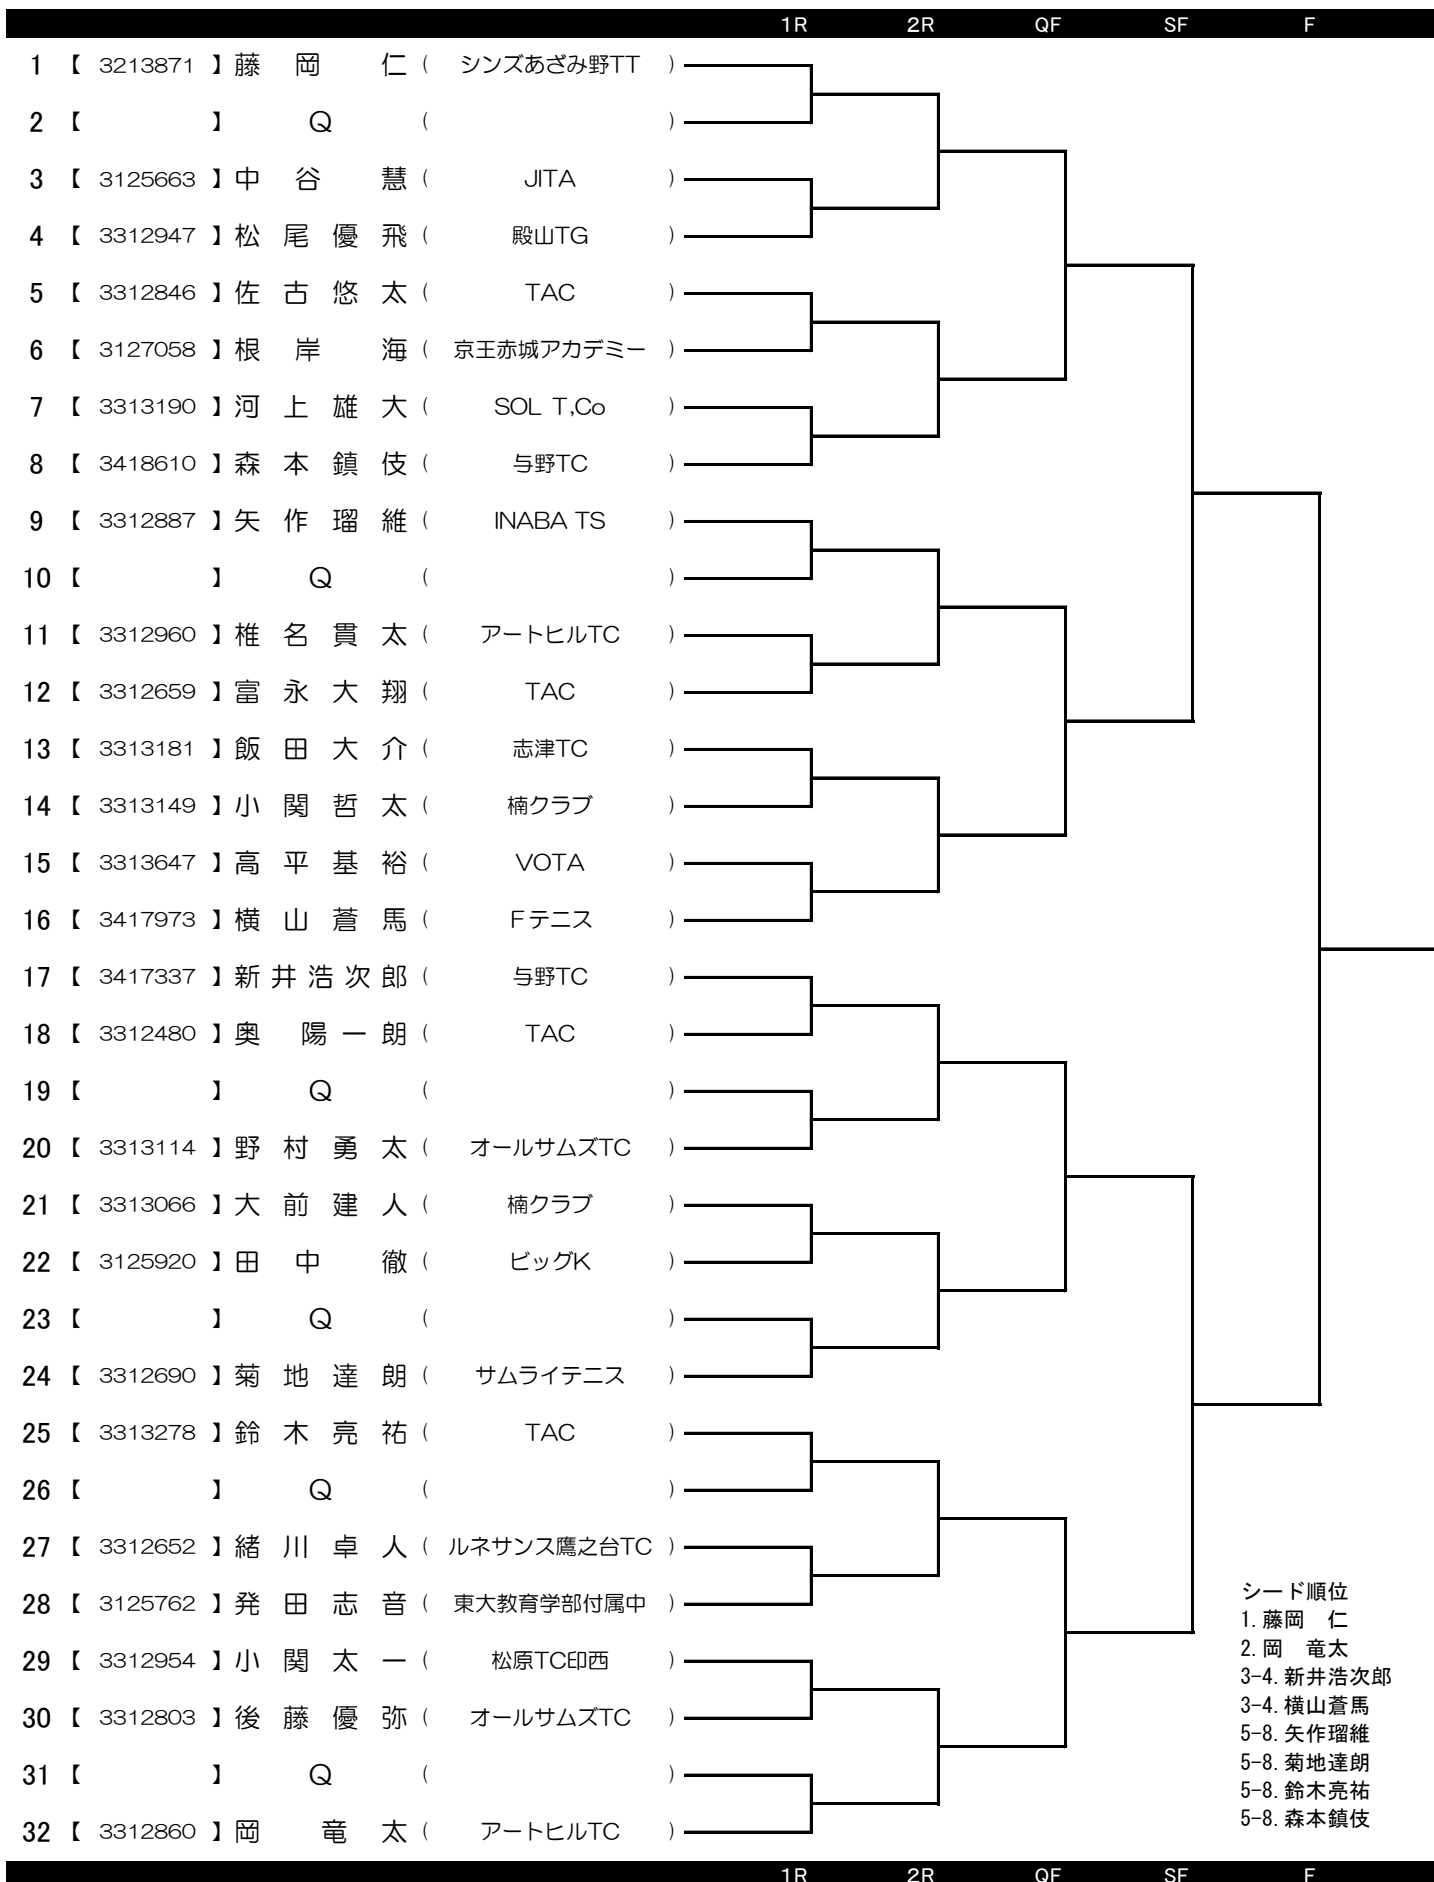 1R 2R QF SF F
1 【 3213871 】 藤岡 仁 ( シンズあざみ野TT )
2 【 】 Q ( )
3 【 3125663 】 中谷 慧 ( JITA )
4 【 3312947 】 松尾優飛 ( 殿山TG )
5 【 3312846 】 佐古悠太 ( TAC )
6 【 3127058 】 根岸 海 ( 京王赤城アカデミー )
7 【 3313190 】 河上雄大 ( SOL T,Co )
8 【 3418610 】 森本鎮伎 ( 与野TC )
9 【 3312887 】 矢作瑠維 ( INABA TS )
10 【 】 Q ( )
11 【 3312960 】 椎名貫太 ( アートヒルTC )
12 【 3312659 】 富永大翔 ( TAC )
13 【 3313181 】 飯田大介 ( 志津TC )
14 【 3313149 】 小関哲太 ( 楠クラブ )
15 【 3313647 】 高平基裕 ( VOTA )
16 【 3417973 】 横山蒼馬 ( Fテニス )
17 【 3417337 】 新井浩次郎 ( 与野TC )
18 【 3312480 】 奥 陽一朗 ( TAC )
19 【 】 Q ( )
20 【 3313114 】 野村勇太 ( オールサムズTC )
21 【 3313066 】 大前建人 ( 楠クラブ )
22 【 3125920 】 田中 徹 ( ビッグK )
23 【 】 Q ( )
24 【 3312690 】 菊地達朗 ( サムライテニス )
25 【 3313278 】 鈴木亮祐 ( TAC )
26 【 】 Q ( )
27 【 3312652 】 緒川卓人 ( ルネサンス鷹之台TC )
28 【 3125762 】 発田志音 ( 東大教育学部付属中 )
29 【 3312954 】 小関太一 ( 松原TC印西 )
30 【 3312803 】 後藤優弥 ( オールサムズTC )
31 【 】 Q ( )
32 【 3312860 】 岡 竜太 ( アートヒルTC )
シード順位
1. 藤岡 仁
2. 岡 竜太
3-4. 新井浩次郎
3-4. 横山蒼馬
5-8. 矢作瑠維
5-8. 菊地達朗
5-8. 鈴木亮祐
5-8. 森本鎮伎
1R 2R QF SF F